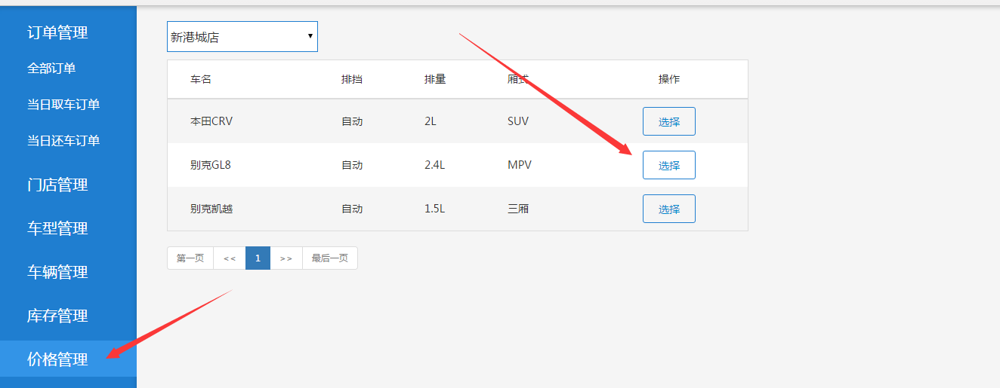 订单管理
全部订单
当日取车订单
当日还车订单
门店管理
车型管理
车辆管理
库存管理
价格管理
新港城店
车名 排挡 排量 厢式 操作
本田CRV 自动 2L SUV 选择
别克GL8 自动 2.4L MPV 选择
别克凯越 自动 1.5L 三厢 选择
第一页 << 1 >> 最后一页